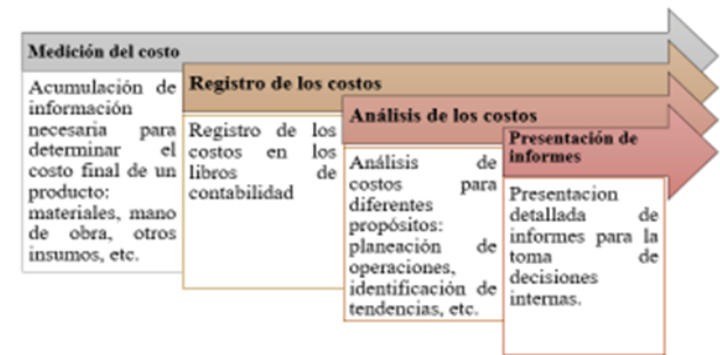 Medición del costo
Acumulación de
información
necesaria para
determinar el
costo final de un
producto:
materiales, mano
de obra, otros
insumos, etc.
Registro de los costos
Registro de los
costos en los
libros de
contabilidad
Análisis de los costos
Análisis de
costos para
diferentes
propósitos:
planeación de
operaciones,
identificación de
tendencias, etc.
Presentación de
informes
Presentacion
detallada de
informes para la
toma de
decisiones
internas.